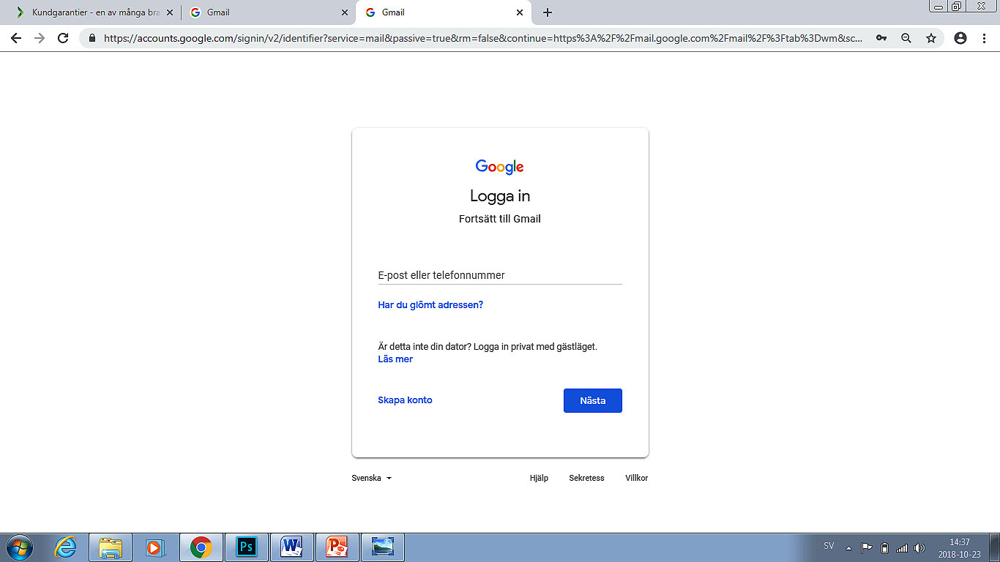 Kundgarantier - en av många bra
Gmail
Gmail
https://accounts.google.com/signin/v2/identifier?service=mail&passive=true&rm=false&continue=https%3A%2F%2Fmail.google.com%2Fmail%2F%3Ftab%3Dwm&sc...
Google
Logga in
Fortsätt till Gmail
E-post eller telefonnummer
Har du glömt adressen?
Är detta inte din dator? Logga in privat med gästläget.
Läs mer
Skapa konto
Nästa
Svenska
Hjälp
Sekretess
Villkor
Ps
W
P
SV
14:37
2018-10-23